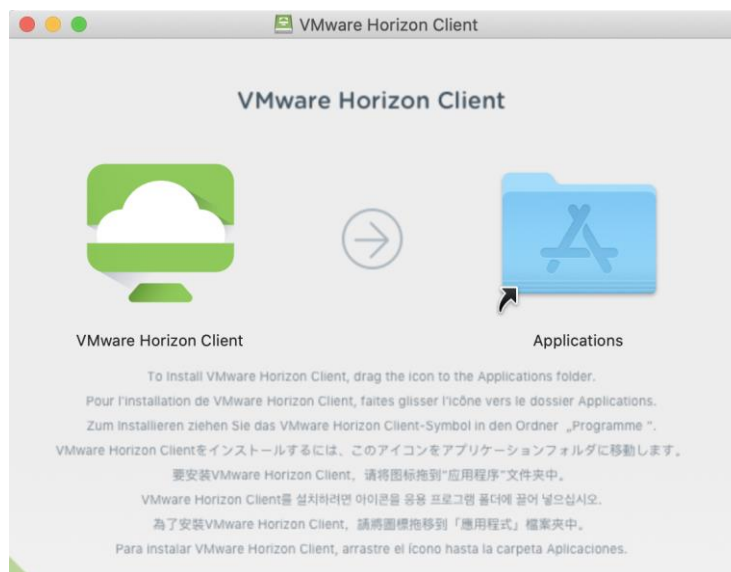 VMware Horizon Client
VMware Horizon Client
VMware Horizon Client
Applications
To Install VMware Horizon Client, drag the icon to the Applications folder.
Pour l'installation de VMware Horizon Client, faites glisser l'icône vers le dossier Applications.
Zum Installieren ziehen Sie das VMware Horizon Client-Symbol in den Ordner „Programme “.
VMware Horizon Clientをインストールするには、このアイコンをアプリケーションフォルダに移動します。
要安装VMware Horizon Client，请将图标拖到"应用程序"文件夹中。
VMware Horizon Client를 설치하려면 아이콘을 응용 프로그램 폴더에 끌어 넣으십시오.
為了安裝VMware Horizon Client，請將圖標拖移到「應用程式」檔案夾中。
Para instalar VMware Horizon Client, arrastre el ícono hasta la carpeta Aplicaciones.